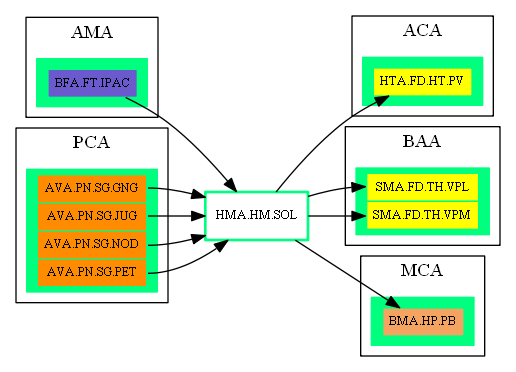 AMA
BFA.FT.IPAC
PCA
AVA.PN.SG.GNG
AVA.PN.SG.JUG
AVA.PN.SG.NOD
AVA.PN.SG.PET
HMA.HM.SOL
ACA
HTA.FD.HT.PV
BAA
SMA.FD.TH.VPL
SMA.FD.TH.VPM
MCA
BMA.HP.PB